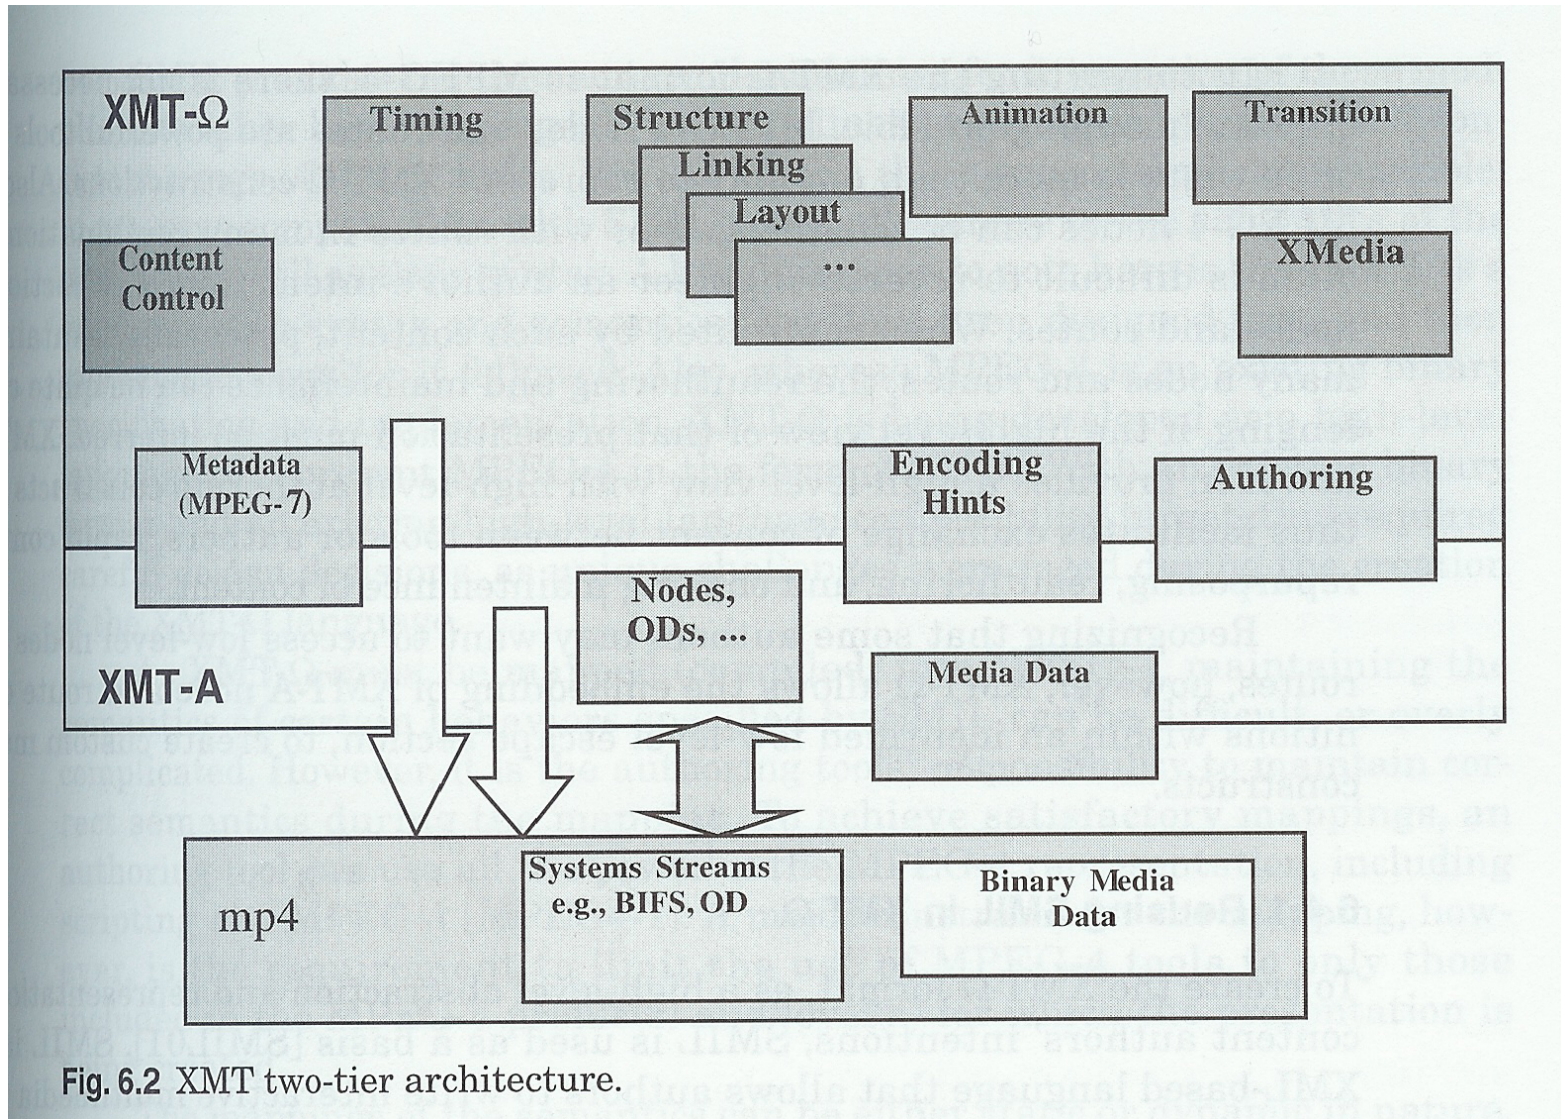 XMT-Ω
Timing
Structure
Linking
Layout
...
Animation
Transition
Content
Control
XMedia
Metadata
(MPEG-7)
Encoding
Hints
Authoring
Nodes,
ODs, ...
XMT-A
Media Data
mp4
Systems Streams
e.g., BIFS, OD
Binary Media
Data
Fig. 6.2 XMT two-tier architecture.